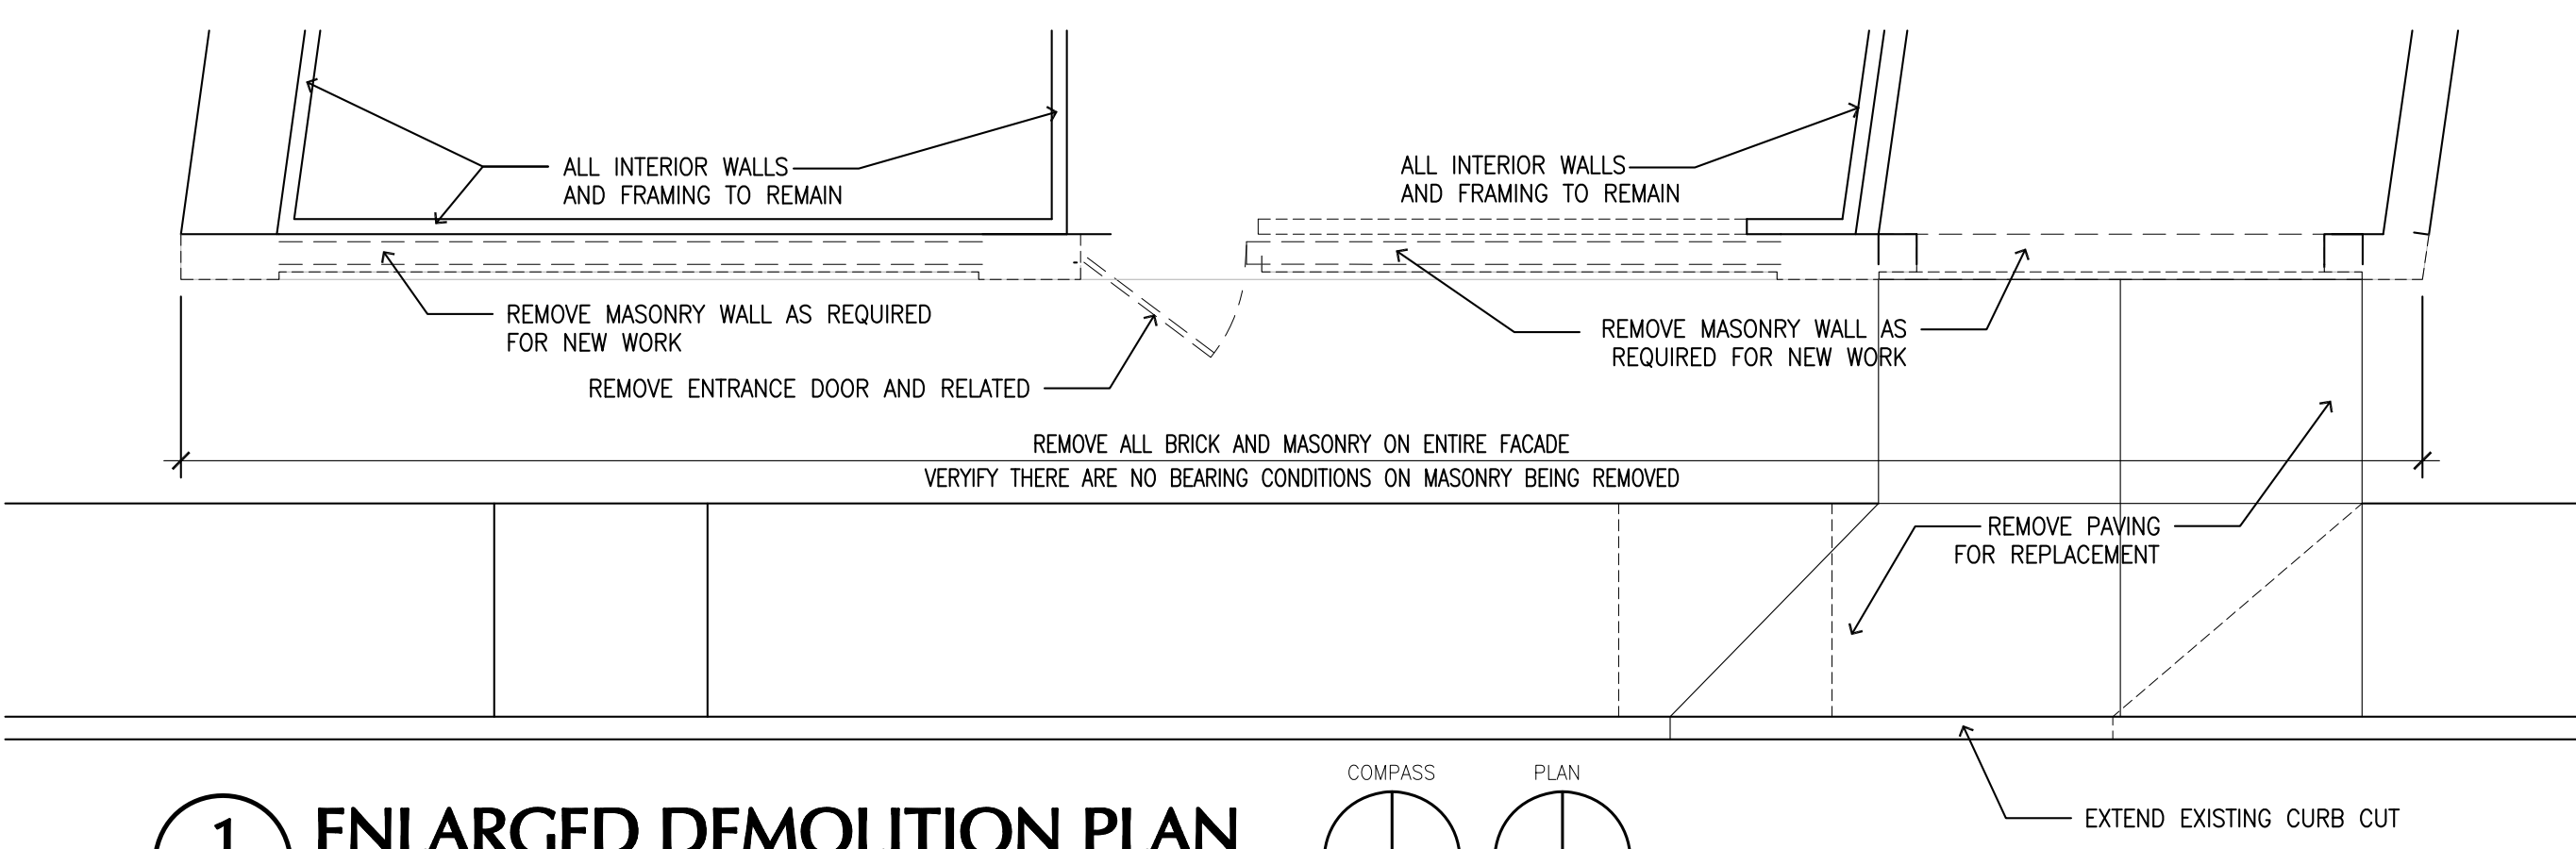 ALL INTERIOR WALLS
AND FRAMING TO REMAIN
ALL INTERIOR WALLS
AND FRAMING TO REMAIN
REMOVE MASONRY WALL AS REQUIRED
FOR NEW WORK
REMOVE MASONRY WALL AS
REQUIRED FOR NEW WORK
REMOVE ENTRANCE DOOR AND RELATED
REMOVE ALL BRICK AND MASONRY ON ENTIRE FACADE
VERYIFY THERE ARE NO BEARING CONDITIONS ON MASONRY BEING REMOVED
REMOVE PAVING
FOR REPLACEMENT
COMPASS
PLAN
1
ENLARGED DEMOLITION PLAN
EXTEND EXISTING CURB CUT